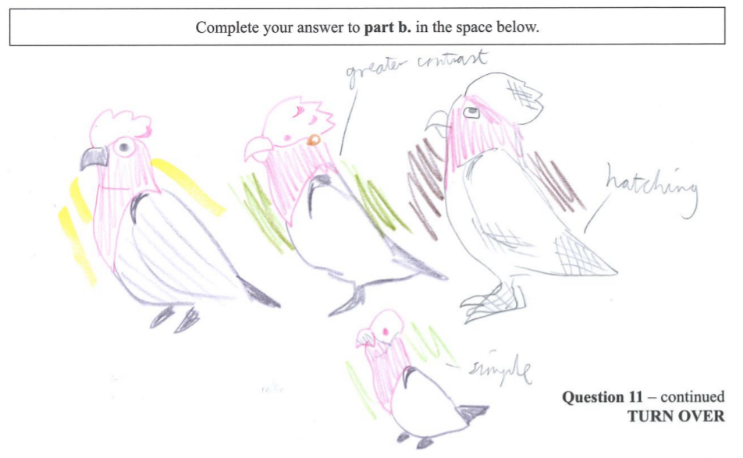 Complete your answer to part b. in the space below.
greater contrast
hatching
simple
Question 11 – continued
TURN OVER